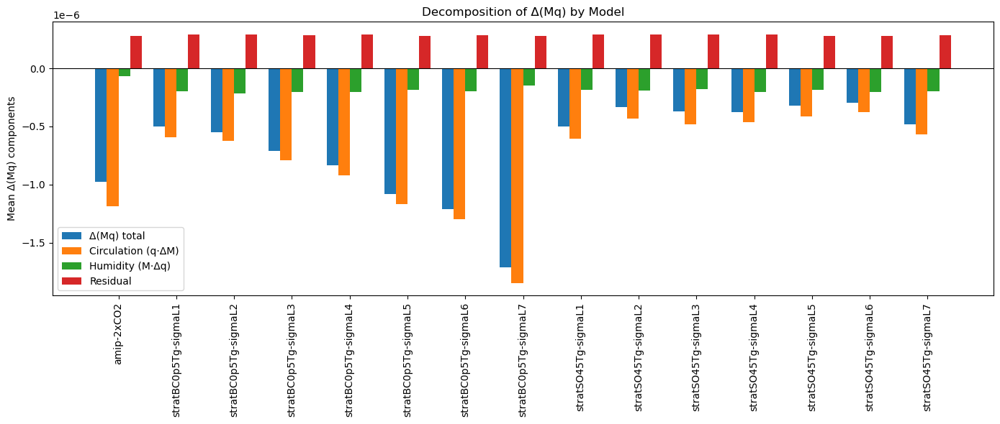 Decomposition of Δ(Mq) by Model
1e−6
0.0
−0.5
−1.0
−1.5
Mean Δ(Mq) components
Δ(Mq) total
Circulation (q·ΔM)
Humidity (M·Δq)
Residual
amip-2xCO2
stratBC0p5Tg-sigmaL1
stratBC0p5Tg-sigmaL2
stratBC0p5Tg-sigmaL3
stratBC0p5Tg-sigmaL4
stratBC0p5Tg-sigmaL5
stratBC0p5Tg-sigmaL6
stratBC0p5Tg-sigmaL7
stratSO45Tg-sigmaL1
stratSO45Tg-sigmaL2
stratSO45Tg-sigmaL3
stratSO45Tg-sigmaL4
stratSO45Tg-sigmaL5
stratSO45Tg-sigmaL6
stratSO45Tg-sigmaL7